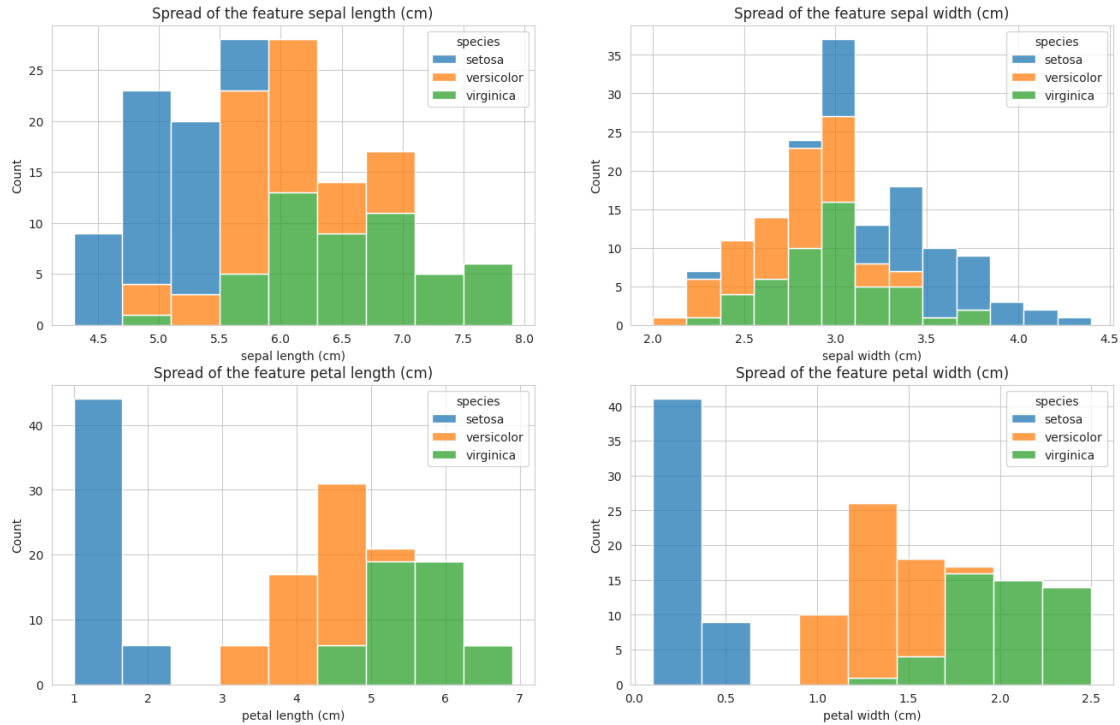 Spread of the feature sepal length (cm)
species
setosa
versicolor
virginica
Count
0
5
10
15
20
25
4.5 5.0 5.5 6.0 6.5 7.0 7.5 8.0
sepal length (cm)
Spread of the feature sepal width (cm)
species
setosa
versicolor
virginica
Count
0
5
10
15
20
25
30
35
2.0 2.5 3.0 3.5 4.0 4.5
sepal width (cm)
Spread of the feature petal length (cm)
species
setosa
versicolor
virginica
Count
0
10
20
30
40
1 2 3 4 5 6 7
petal length (cm)
Spread of the feature petal width (cm)
species
setosa
versicolor
virginica
Count
0
5
10
15
20
25
30
35
40
0.0 0.5 1.0 1.5 2.0 2.5
petal width (cm)